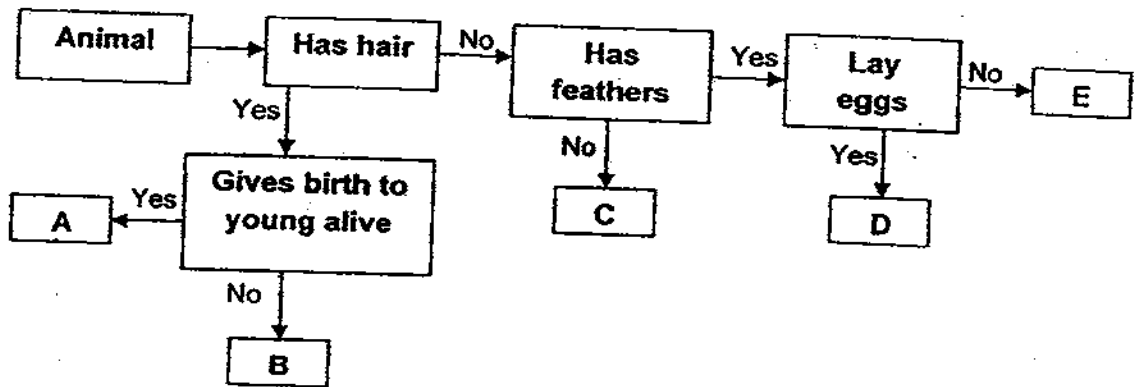 Animal
Has hair
No
Has
feathers
Yes
Lay
eggs
No
E
Yes
Gives birth to
young alive
Yes
A
No
B
No
C
Yes
D